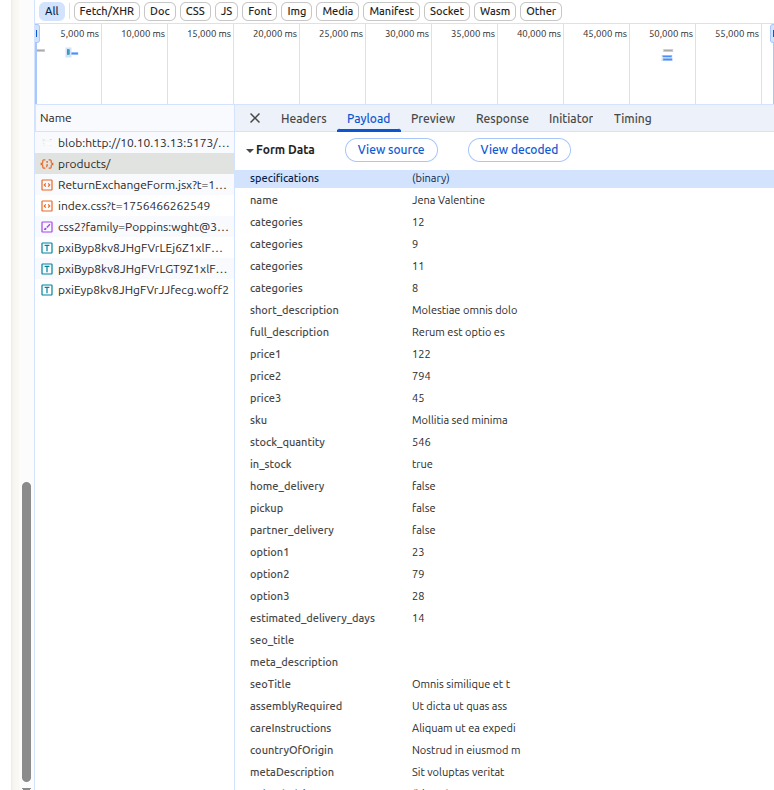 All Fetch/XHR Doc CSS JS Font Img Media Manifest Socket Wasm Other
5,000 ms 10,000 ms 15,000 ms 20,000 ms 25,000 ms 30,000 ms 35,000 ms 40,000 ms 45,000 ms 50,000 ms 55,000 ms
Name
blob:http://10.10.13.13:5173/...
products/
ReturnExchangeForm.jsx?t=1...
index.css?t=1756466262549
css2?family=Poppins:wght@3...
pxiByp8kv8JHgFVrLEj6Z1xlF...
pxiByp8kv8JHgFVrLGT9Z1xlF...
pxiEyp8kv8JHgFVrJJfecg.woff2
Headers Payload Preview Response Initiator Timing
Form Data View source View decoded
specifications (binary)
name Jena Valentine
categories 12
categories 9
categories 11
categories 8
short_description Molestiae omnis dolo
full_description Rerum est optio es
price1 122
price2 794
price3 45
sku Mollitia sed minima
stock_quantity 546
in_stock true
home_delivery false
pickup false
partner_delivery false
option1 23
option2 79
option3 28
estimated_delivery_days 14
seo_title
meta_description
seoTitle Omnis similique et t
assemblyRequired Ut dicta ut quas ass
careInstructions Aliquam ut ea expedi
countryOfOrigin Nostrud in eiusmod m
metaDescription Sit voluptas veritat